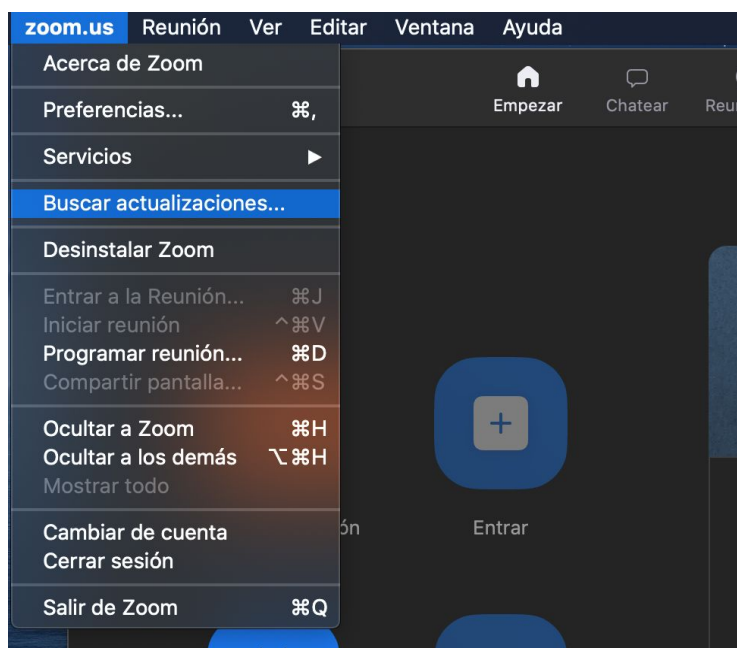 zoom.us Reunión Ver Editar Ventana Ayuda
Acerca de Zoom
Preferencias... ⌘,
Servicios ▶
Buscar actualizaciones...
Desinstalar Zoom
Entrar a la Reunión... ⌘J
Iniciar reunión ^⌘V
Programar reunión... ⌘D
Compartir pantalla... ^⌘S
Ocultar a Zoom ⌘H
Ocultar a los demás ⌥⌘H
Mostrar todo
Cambiar de cuenta
Cerrar sesión
Salir de Zoom ⌘Q
Empezar Chatear
Entrar